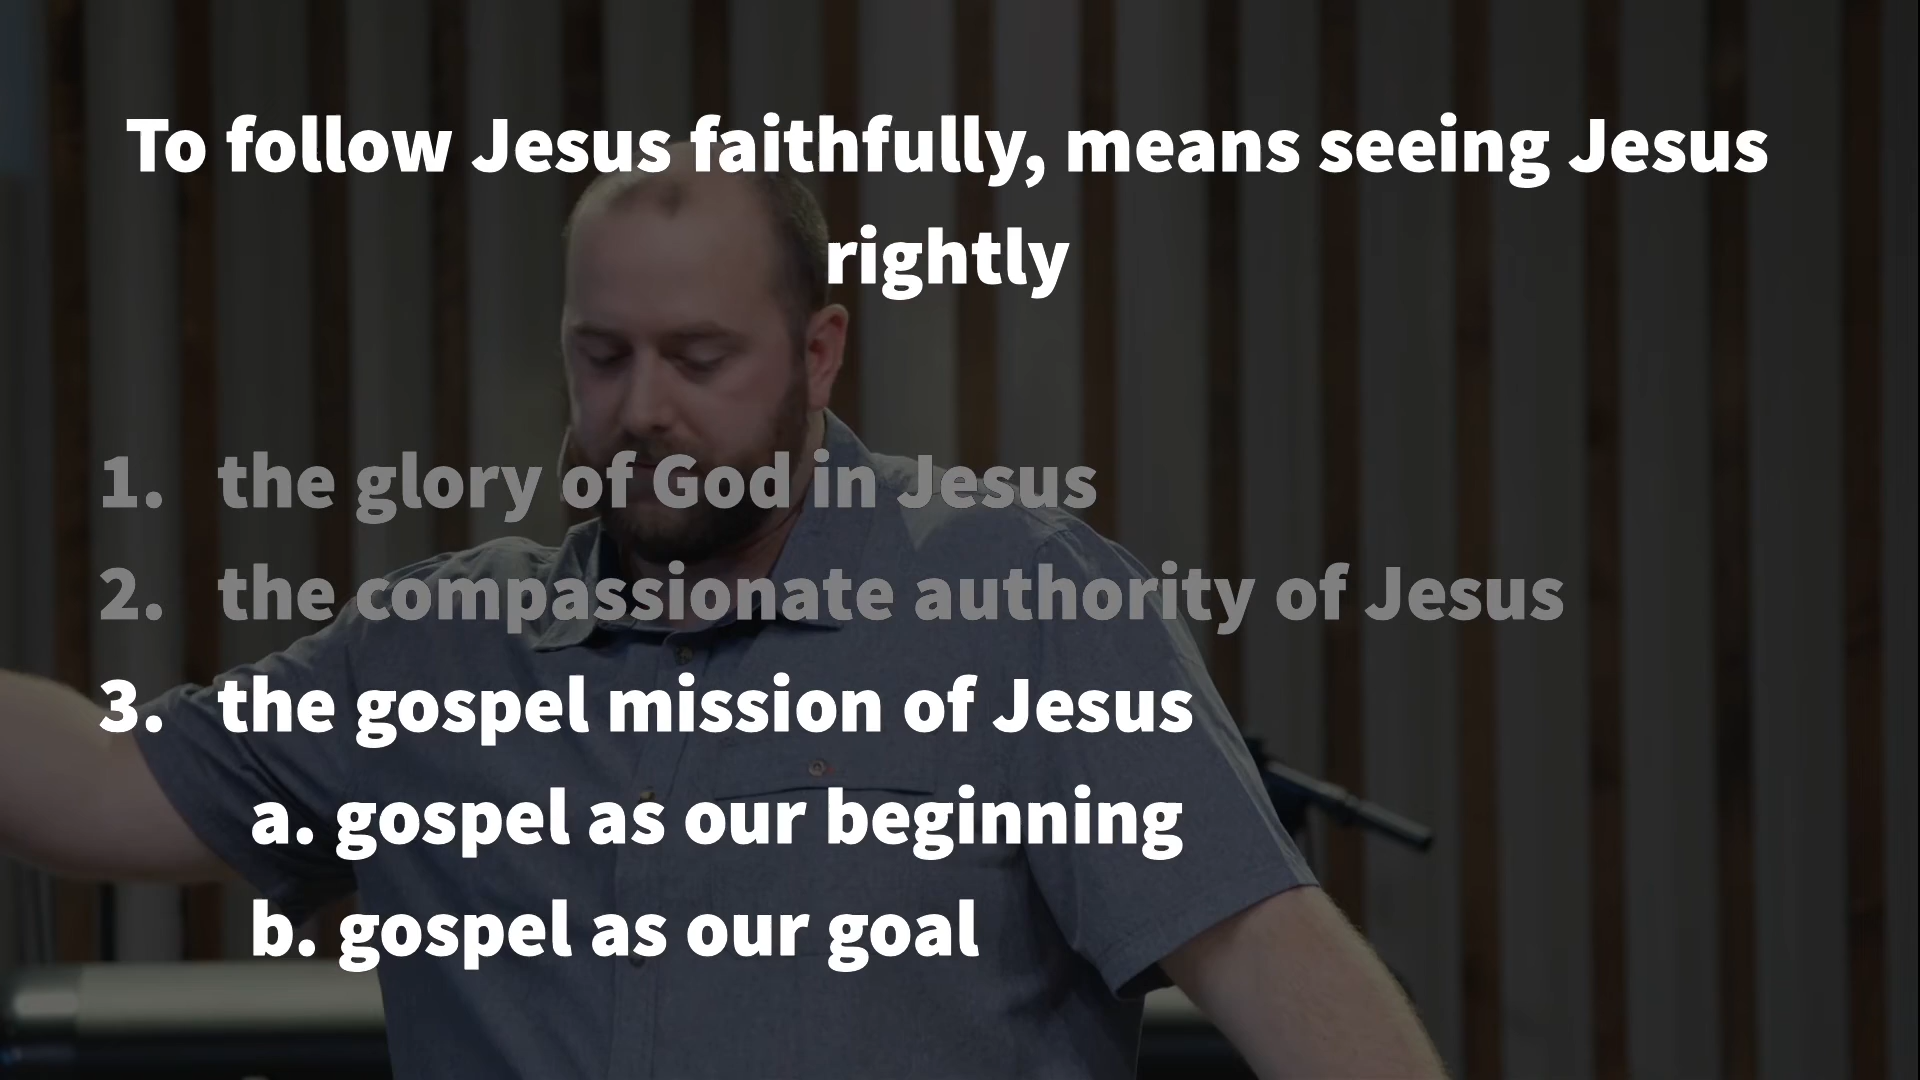 To follow Jesus faithfully, means seeing Jesus
rightly
1. the glory of God in Jesus
2. the compassionate authority of Jesus
3. the gospel mission of Jesus
a. gospel as our beginning
b. gospel as our goal